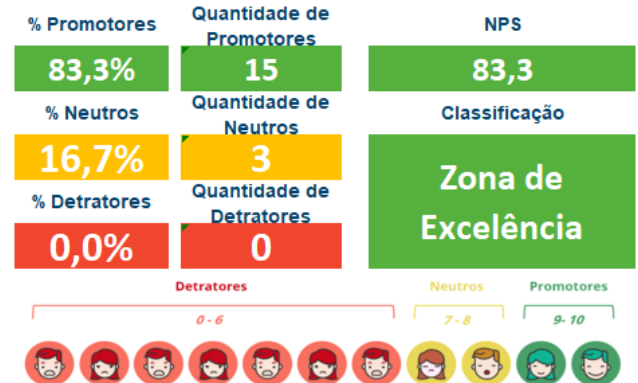 % Promotores
Quantidade de
Promotores
NPS
83,3%
15
83,3
% Neutros
Quantidade de
Neutros
Classificação
16,7%
3
Zona de
Excelência
% Detratores
Quantidade de
Detratores
0,0%
0
Detratores
Neutros
Promotores
0 - 6
7 - 8
9- 10